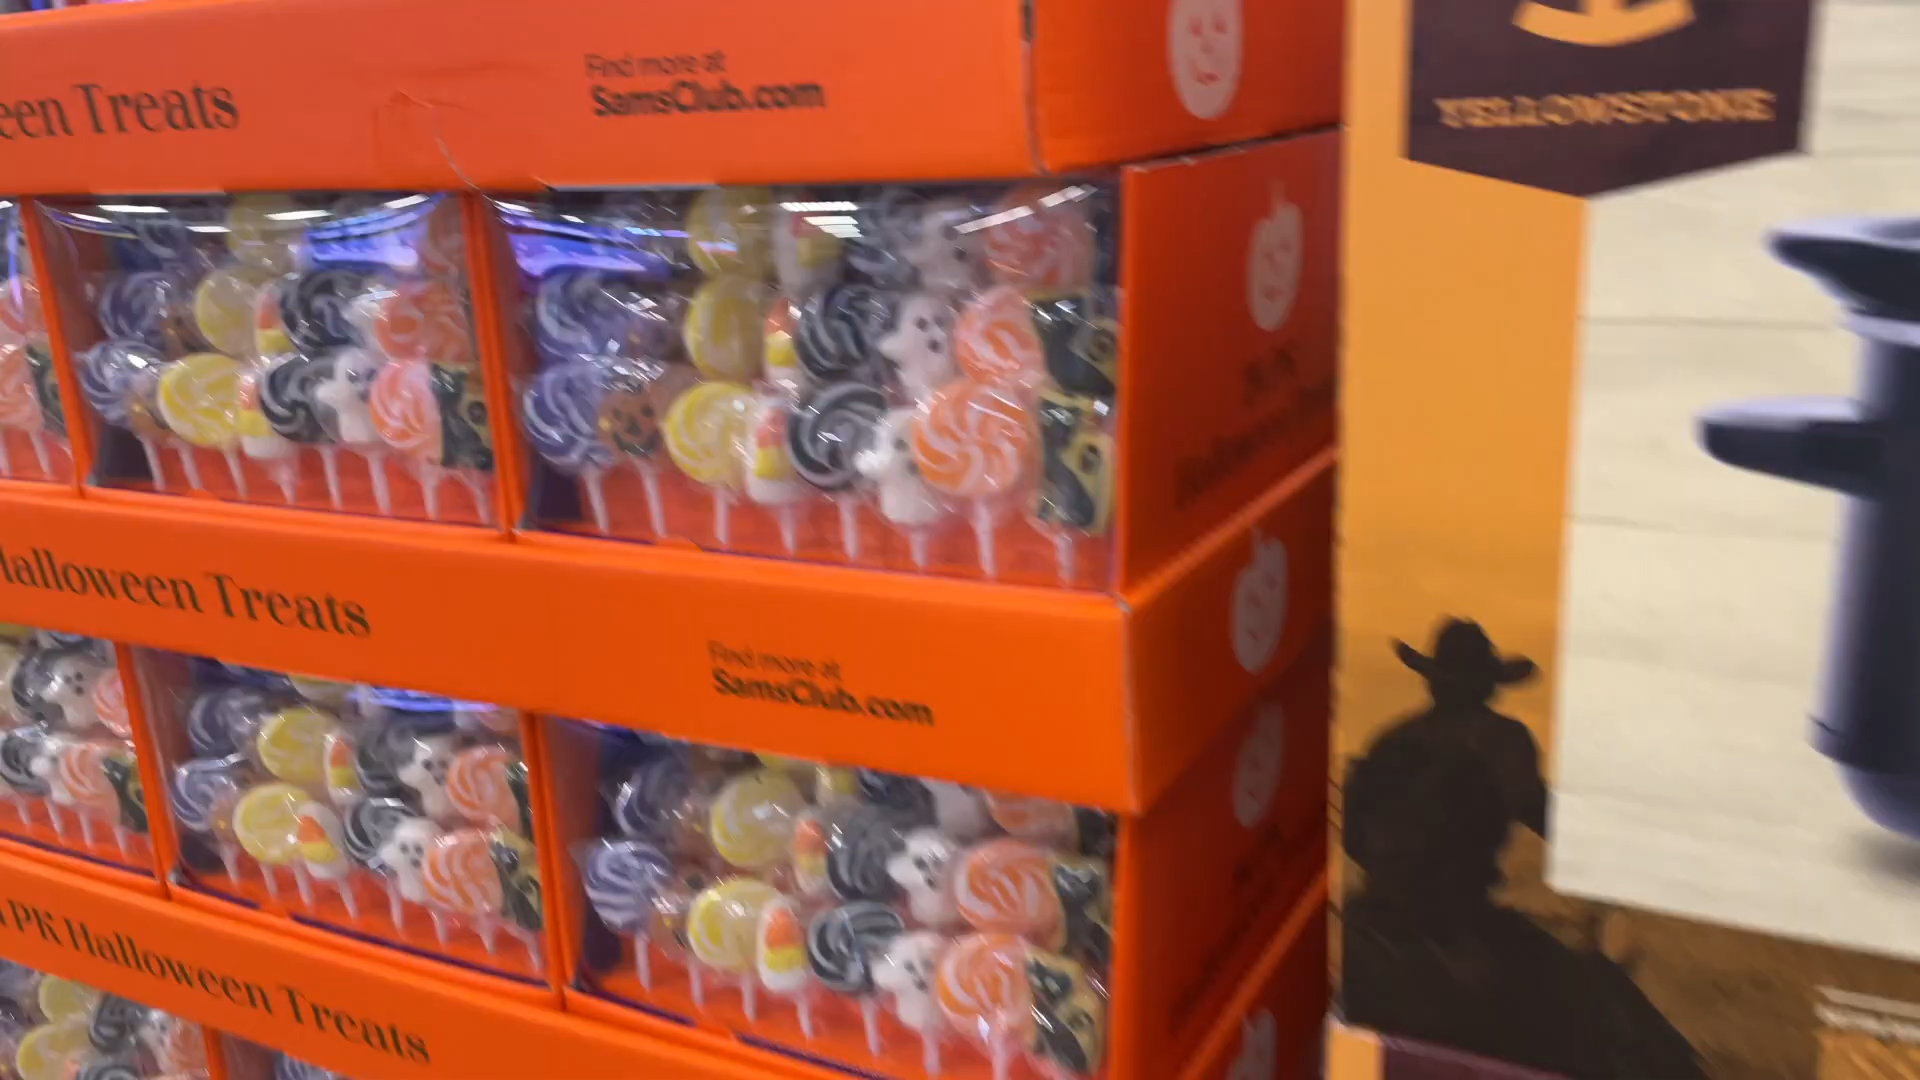 een Treats
Find more at
SamsClub.com
YELLOWSTONE
Halloween Treats
Find more at
SamsClub.com
PK Halloween Treats